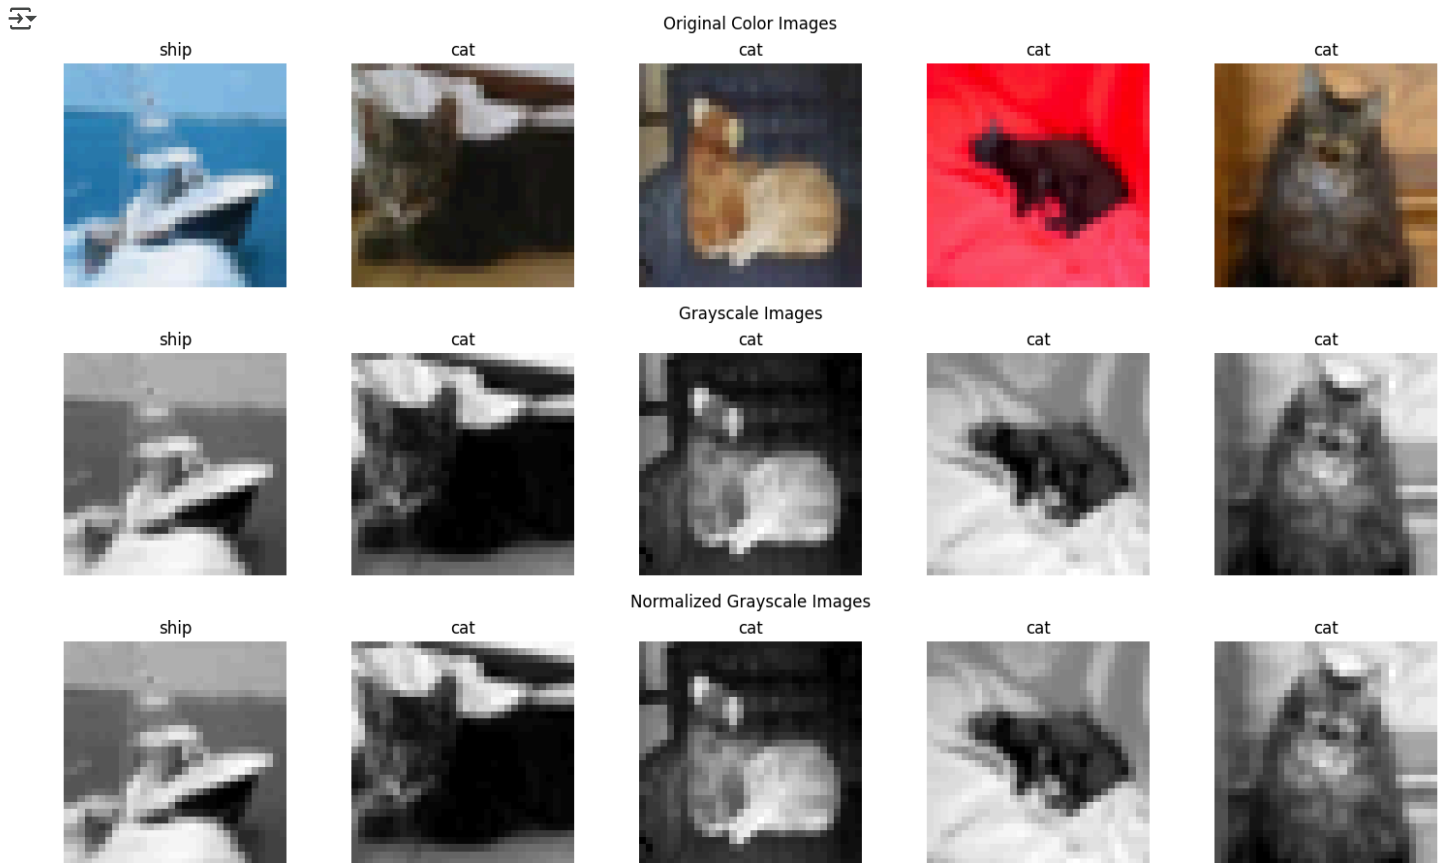 Original Color Images
ship cat cat cat cat
Grayscale Images
ship cat cat cat cat
Normalized Grayscale Images
ship cat cat cat cat